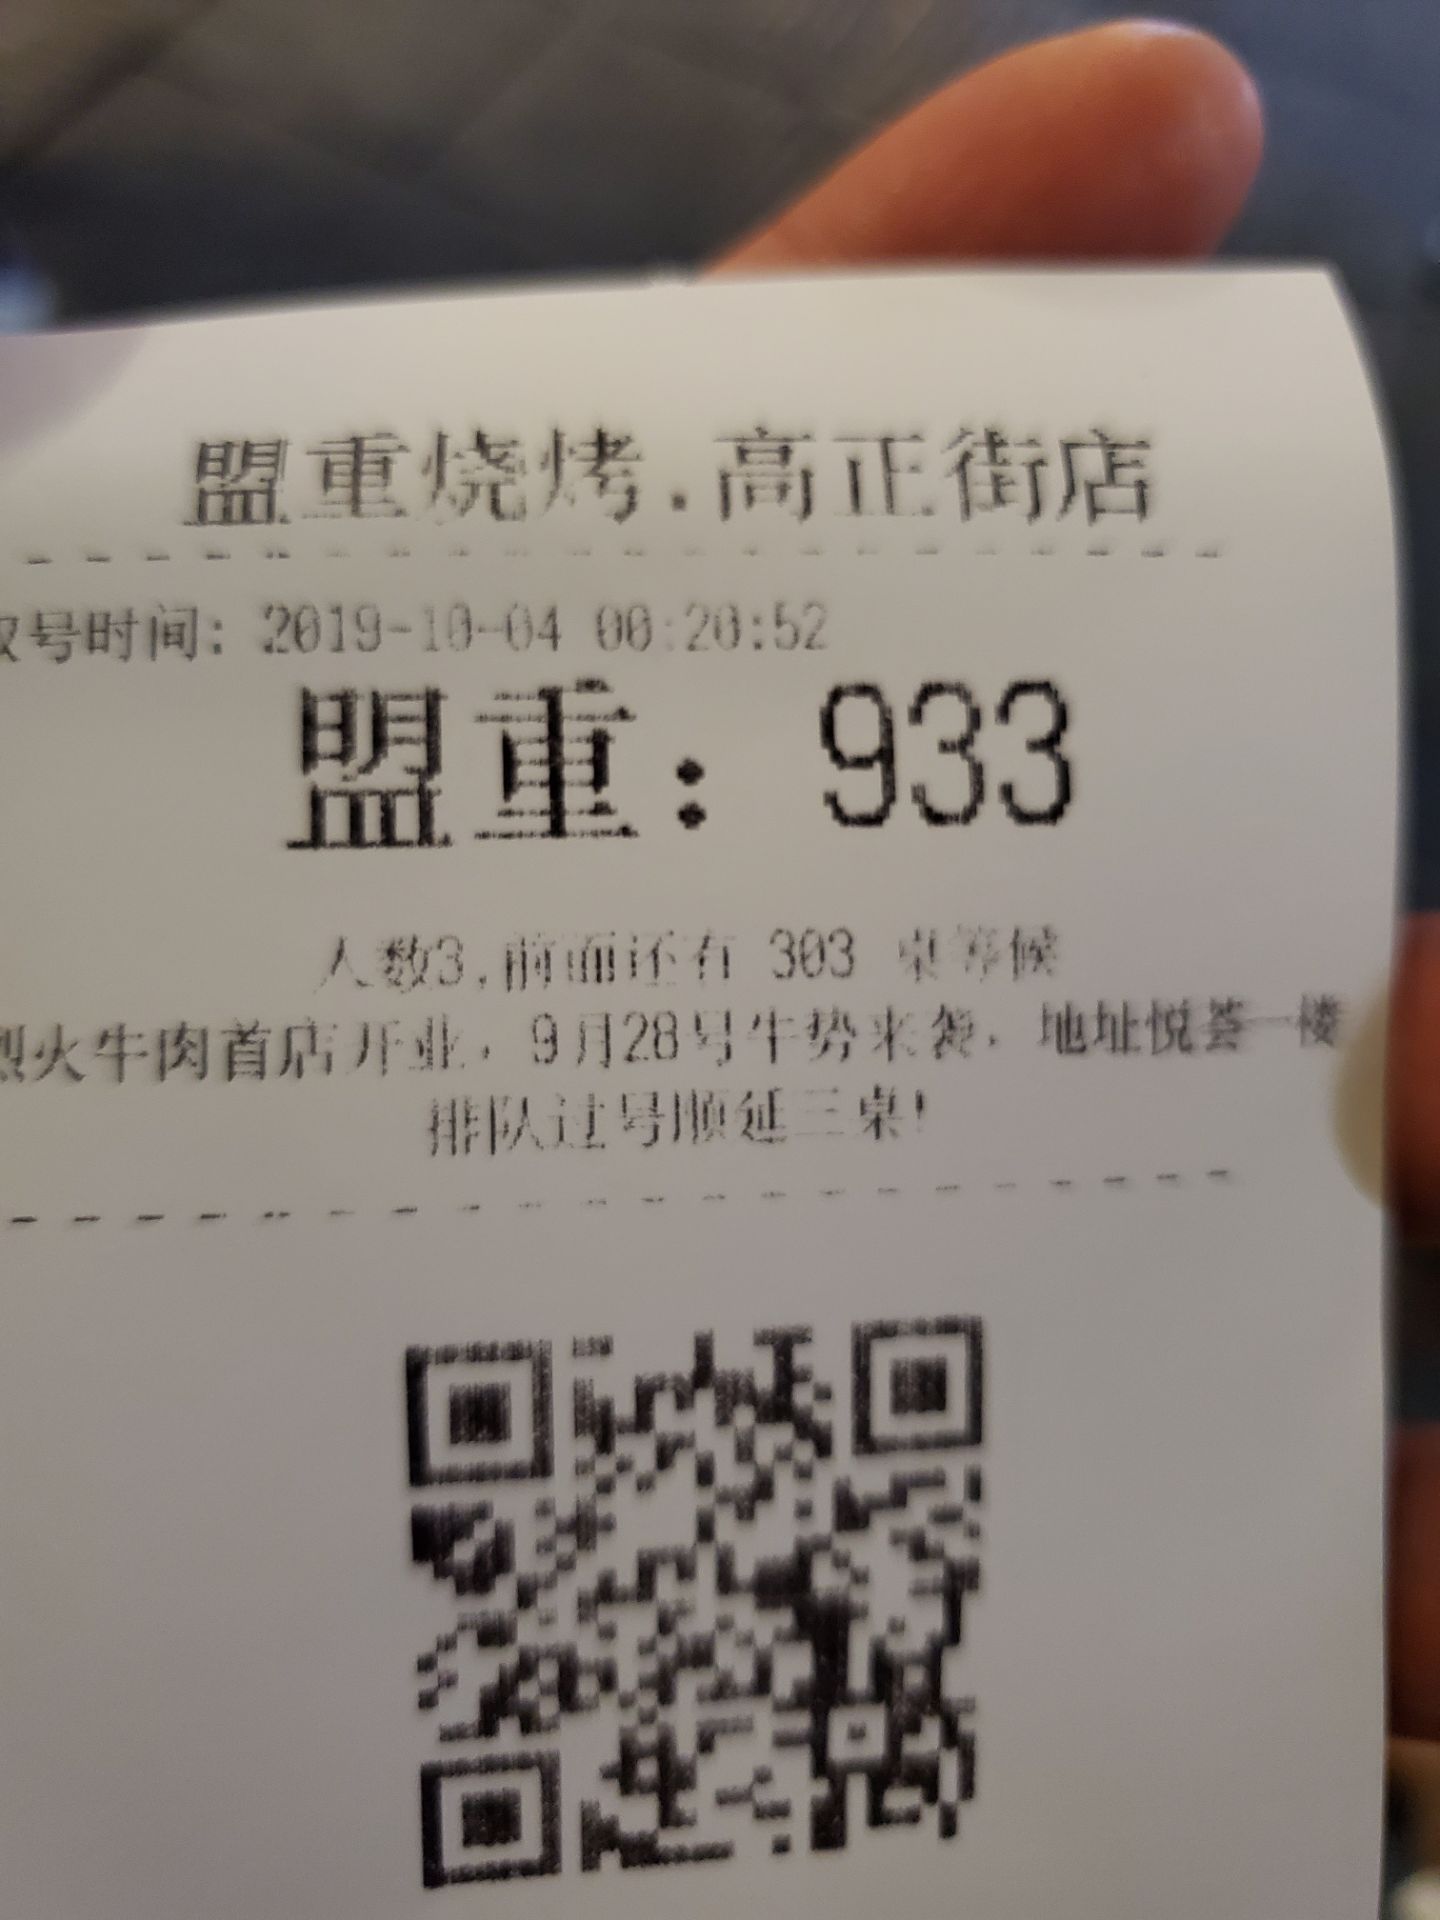 盟重烧烤.高正街店
取号时间: 2019-10-04 00:20:52
盟重: 933
人数3,前面还有 303 桌等候
烈火牛肉首店开业，9月28号牛势来袭，地址悦荟一楼
排队过号顺延三桌!